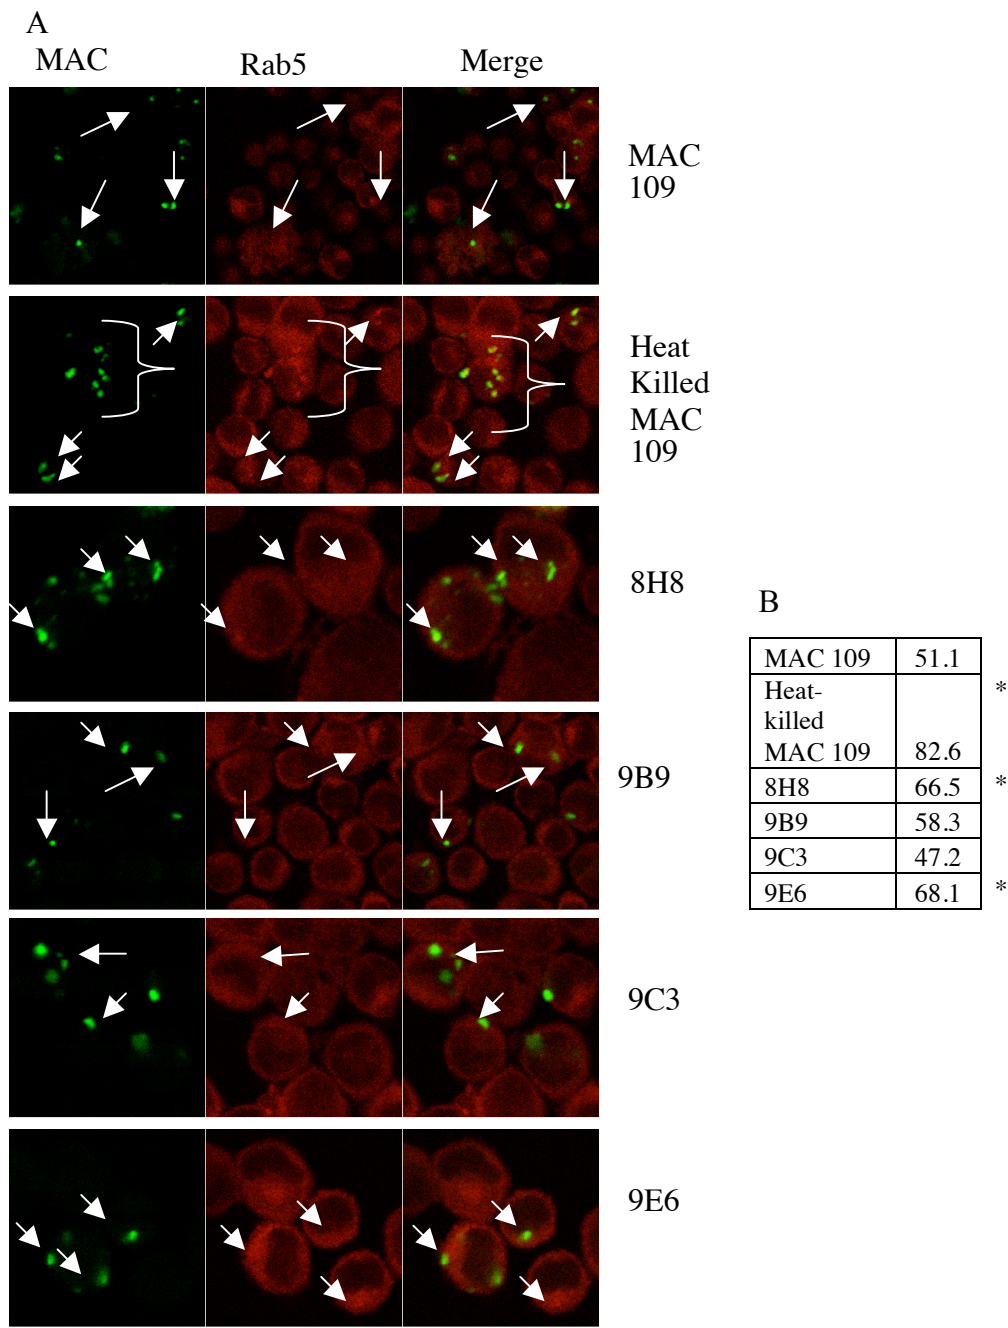 A
MAC Rab5 Merge
MAC
109
Heat
Killed
MAC
109
8H8
9B9
9C3
9E6
B
MAC 109 51.1
Heat-
killed
MAC 109 82.6 *
8H8 66.5 *
9B9 58.3
9C3 47.2
9E6 68.1 *